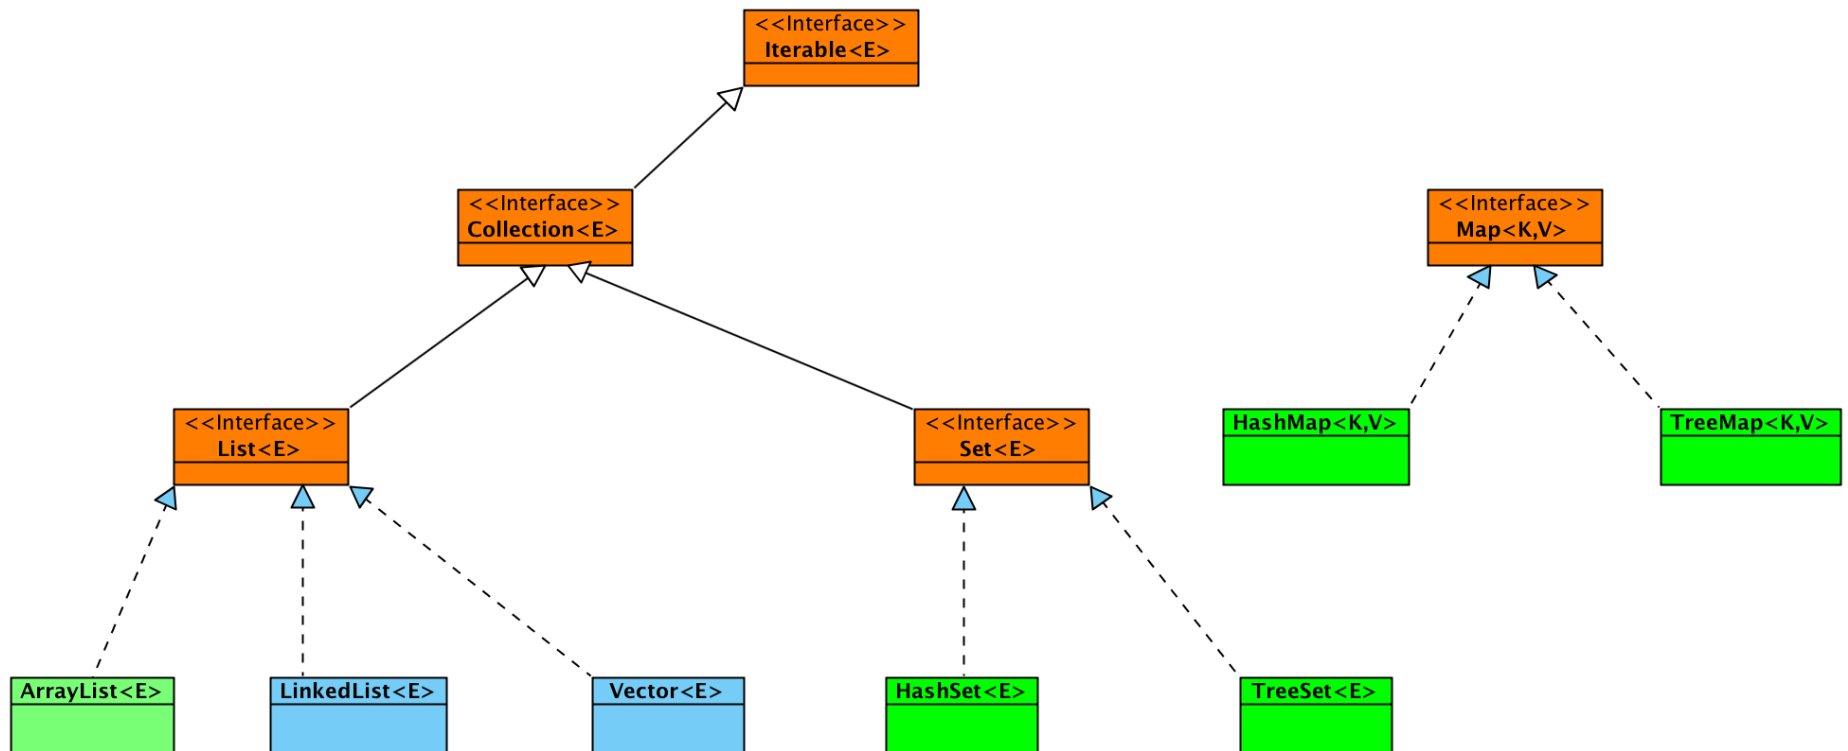 <<Interface>>
Iterable<E>
<<Interface>>
Collection<E>
<<Interface>>
Map<K,V>
<<Interface>>
List<E>
<<Interface>>
Set<E>
HashMap<K,V>
TreeMap<K,V>
ArrayList<E>
LinkedList<E>
Vector<E>
HashSet<E>
TreeSet<E>